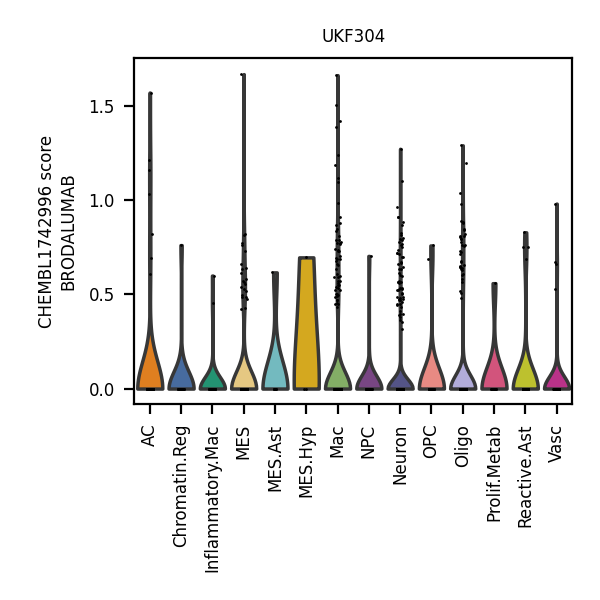 UKF304
CHEMBL1742996 score
BRODALUMAB
1.5
1.0
0.5
0.0
AC
Chromatin.Reg
Inflammatory.Mac
MES
MES.Ast
MES.Hyp
Mac
NPC
Neuron
OPC
Oligo
Prolif.Metab
Reactive.Ast
Vasc